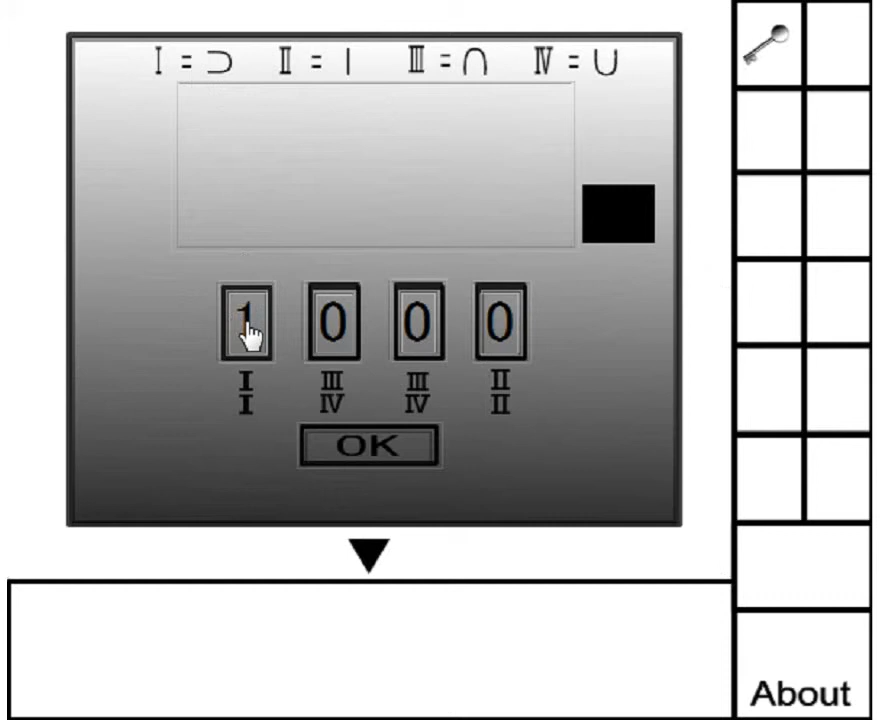 Ⅰ = ⊃ Ⅱ = | Ⅲ = ∩ Ⅳ = ∪
1 0 0 0
Ⅰ Ⅲ Ⅲ Ⅱ
Ⅰ Ⅳ Ⅳ Ⅱ
OK
About